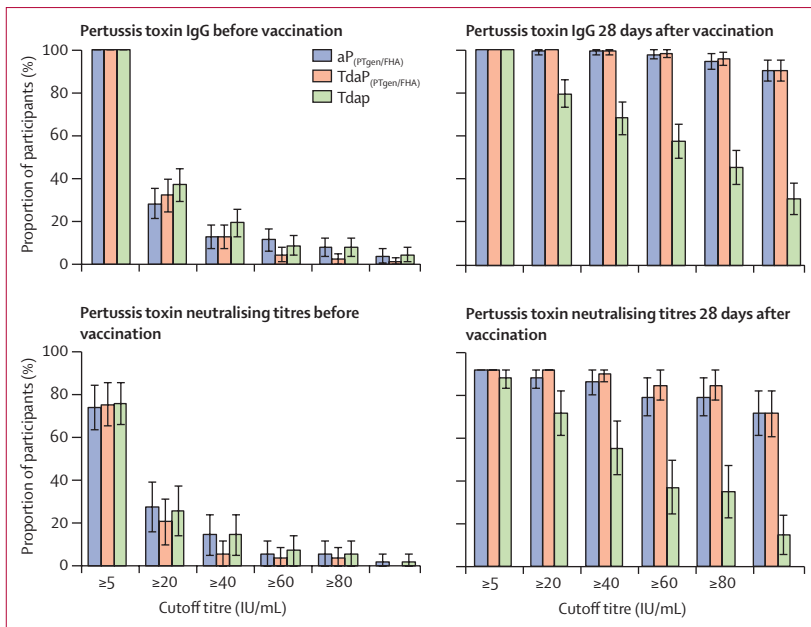 Pertussis toxin IgG before vaccination
Proportion of participants (%)
100
80
60
40
20
0
aP(PTgen/FHA)
TdaP(PTgen/FHA)
Tdap
Pertussis toxin IgG 28 days after vaccination
Pertussis toxin neutralising titres before
vaccination
Proportion of participants (%)
100
80
60
40
20
0
≥5
≥20
≥40
≥60
≥80
Cutoff titre (IU/mL)
Pertussis toxin neutralising titres 28 days after
vaccination
≥5
≥20
≥40
≥60
≥80
Cutoff titre (IU/mL)